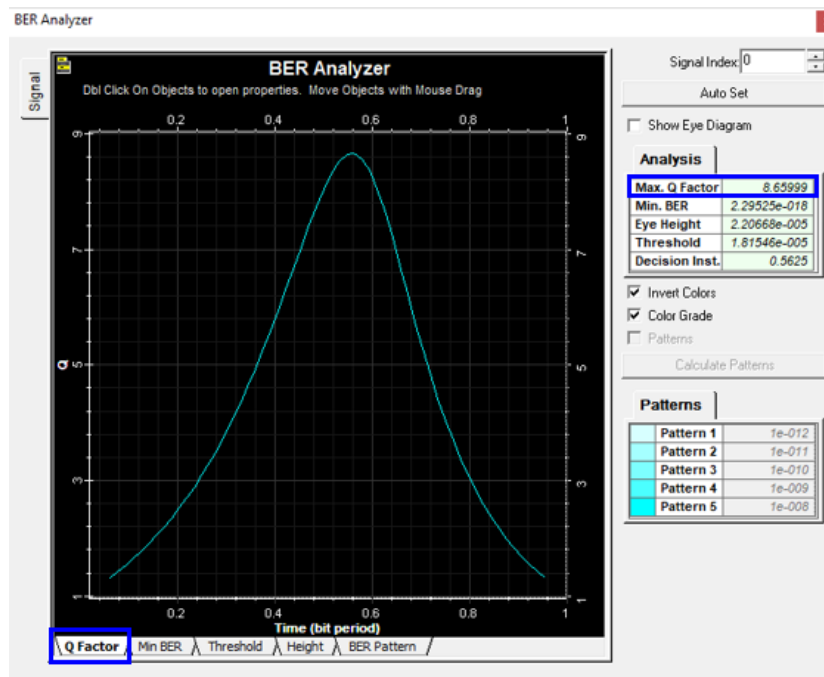 BER Analyzer
Signal
BER Analyzer
Dbl Click On Objects to open properties. Move Objects with Mouse Drag
0.2 0.4 0.6 0.8 1
9 9
7 7
Q 5 5
3 3
1 1
0.2 0.4 0.6 0.8 1
Time (bit period)
Q Factor Min BER Threshold Height BER Pattern
Signal Index: 0
Auto Set
Show Eye Diagram
Analysis
Max. Q Factor 8.65999
Min. BER 2.29525e-018
Eye Height 2.20668e-005
Threshold 1.81546e-005
Decision Inst. 0.5625
Invert Colors
Color Grade
Patterns
Calculate Patterns
Patterns
Pattern 1 1e-012
Pattern 2 1e-011
Pattern 3 1e-010
Pattern 4 1e-009
Pattern 5 1e-008